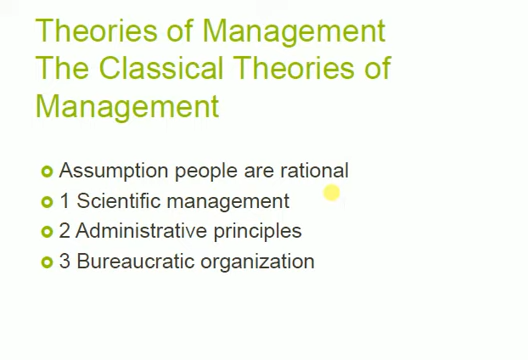 Theories of Management
The Classical Theories of
Management
Assumption people are rational
1 Scientific management
2 Administrative principles
3 Bureaucratic organization